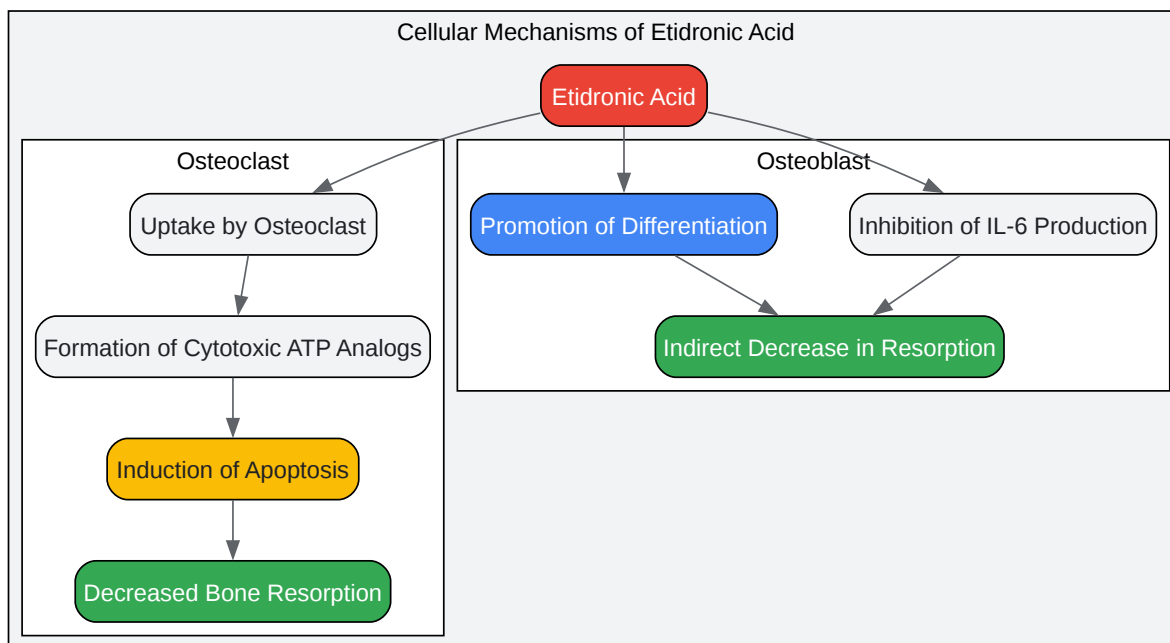 Cellular Mechanisms of Etidronic Acid
Etidronic Acid
Osteoclast
Uptake by Osteoclast
Formation of Cytotoxic ATP Analogs
Induction of Apoptosis
Decreased Bone Resorption
Osteoblast
Promotion of Differentiation
Inhibition of IL-6 Production
Indirect Decrease in Resorption